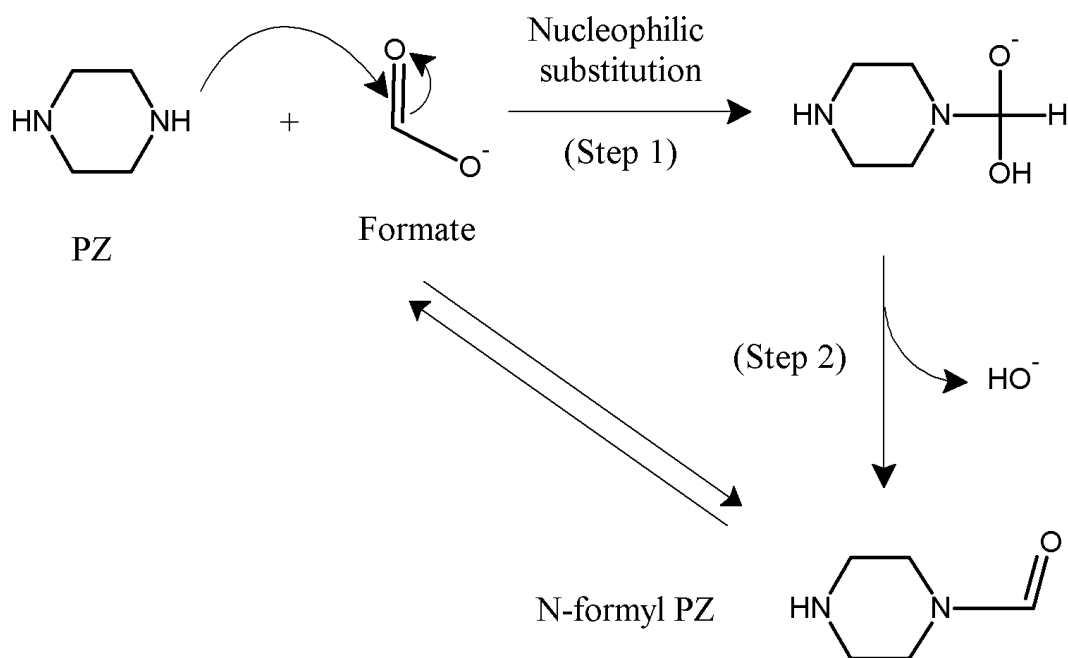 Nucleophilic
substitution
(Step 1)
HN
NH
+
O
O-
PZ
Formate
HN
N
O-
H
OH
(Step 2)
HO-
N-formyl PZ
HN
N
O